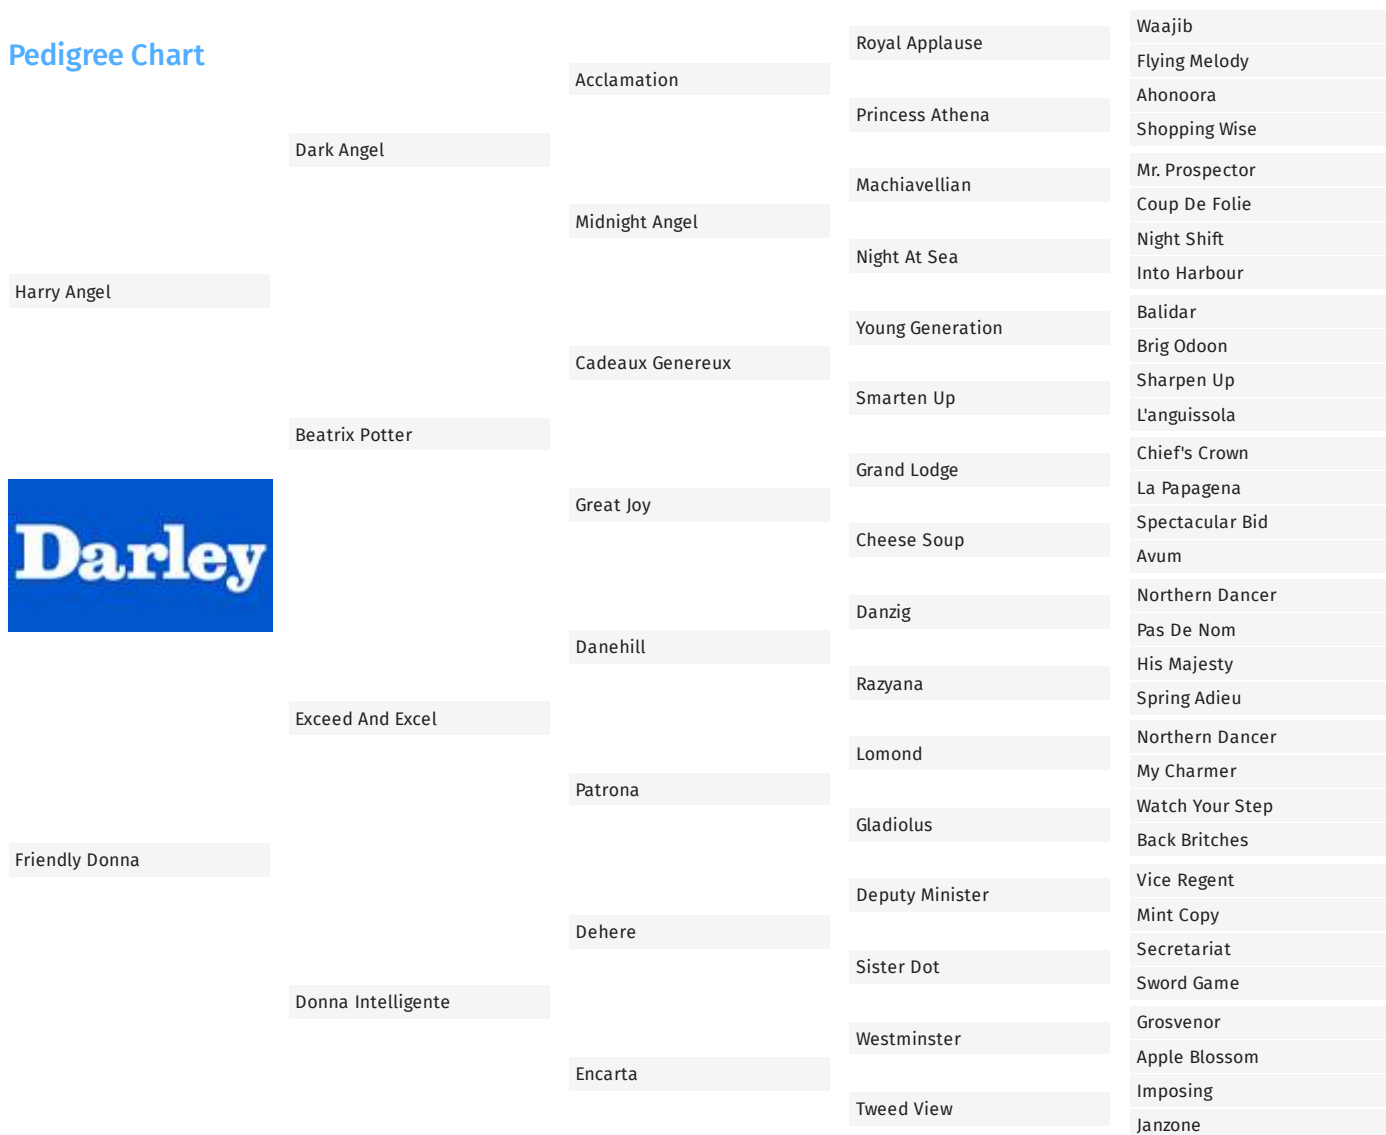 Pedigree Chart
Harry Angel
Darley
Friendly Donna
Dark Angel
Beatrix Potter
Exceed And Excel
Donna Intelligente
Acclamation
Midnight Angel
Cadeaux Genereux
Great Joy
Danehill
Patrona
Dehere
Encarta
Royal Applause
Princess Athena
Machiavellian
Night At Sea
Young Generation
Smarten Up
Grand Lodge
Cheese Soup
Danzig
Razyana
Lomond
Gladiolus
Deputy Minister
Sister Dot
Westminster
Tweed View
Waajib
Flying Melody
Ahonoora
Shopping Wise
Mr. Prospector
Coup De Folie
Night Shift
Into Harbour
Balidar
Brig Odoon
Sharpen Up
L'anguissola
Chief's Crown
La Papagena
Spectacular Bid
Avum
Northern Dancer
Pas De Nom
His Majesty
Spring Adieu
Northern Dancer
My Charmer
Watch Your Step
Back Britches
Vice Regent
Mint Copy
Secretariat
Sword Game
Grosvenor
Apple Blossom
Imposing
Janzone